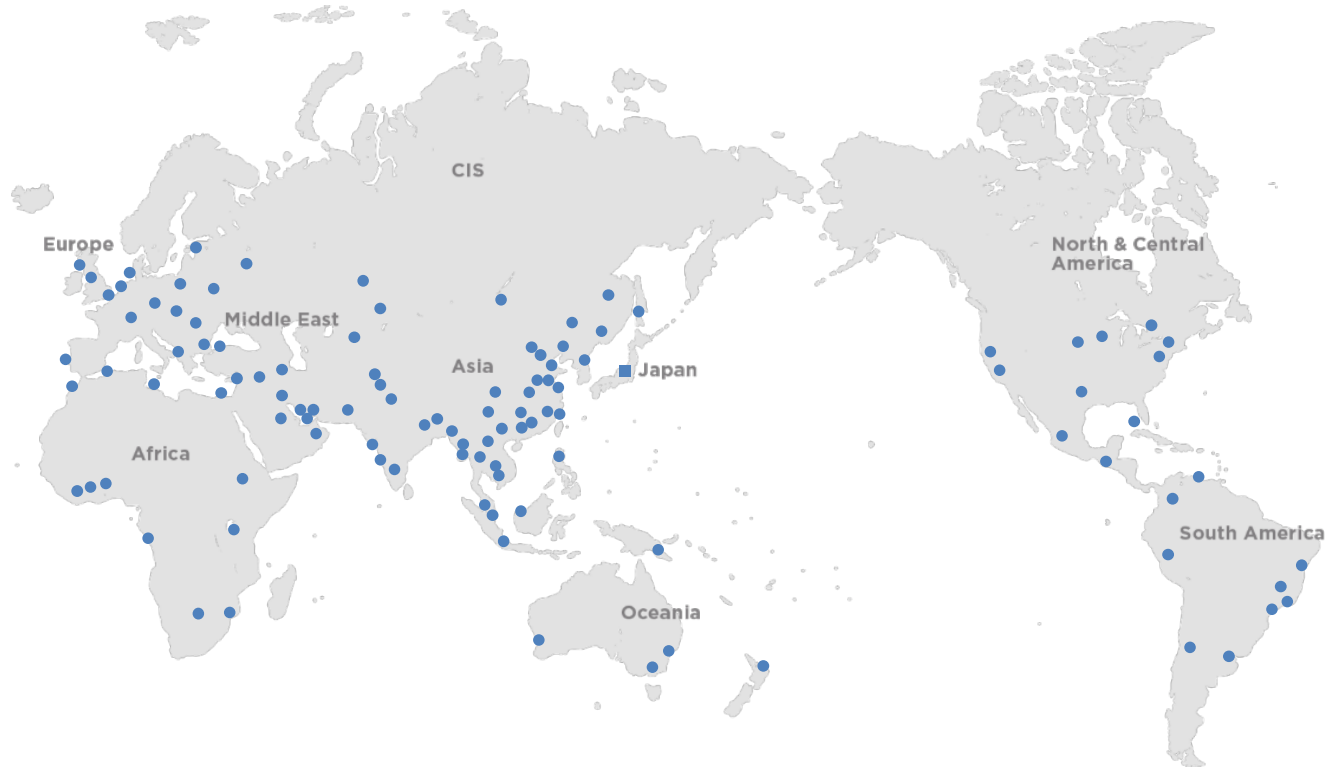 CIS
Europe
North & Central
America
Middle East
Asia
Japan
Africa
South America
Oceania